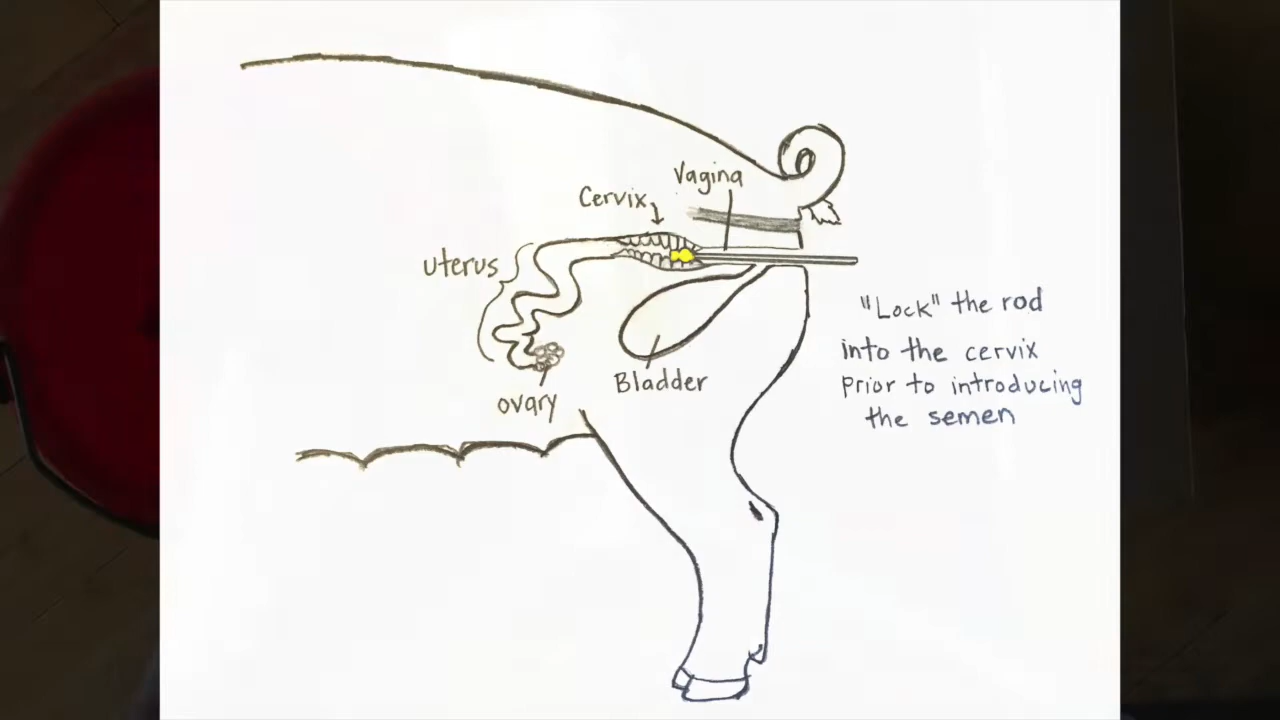 Vagina
Cervix
uterus
ovary
Bladder
"Lock" the rod
into the cervix
prior to introducing
the semen